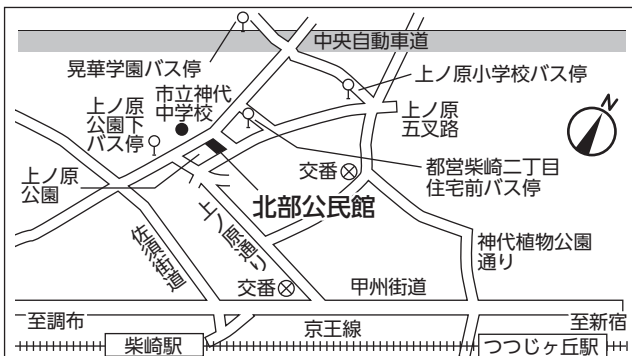 中央自動車道
晃華学園バス停
上ノ原小学校バス停
市立神代
中学校
上ノ原
公園下
バス停
上ノ原
五叉路
N
上ノ原
公園
交番
都営柴崎二丁目
住宅前バス停
北部公民館
上ノ原通り
佐須街道
神代植物公園
通り
交番
甲州街道
至調布
京王線
至新宿
柴崎駅
つつじヶ丘駅